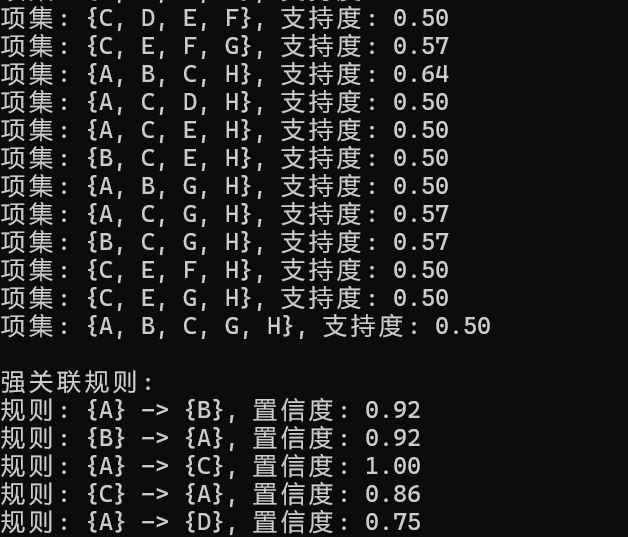 项集: {C, D, E, F}, 支持度: 0.50
项集: {C, E, F, G}, 支持度: 0.57
项集: {A, B, C, H}, 支持度: 0.64
项集: {A, C, D, H}, 支持度: 0.50
项集: {A, C, E, H}, 支持度: 0.50
项集: {B, C, E, H}, 支持度: 0.50
项集: {A, B, G, H}, 支持度: 0.50
项集: {A, C, G, H}, 支持度: 0.57
项集: {B, C, G, H}, 支持度: 0.57
项集: {C, E, F, H}, 支持度: 0.50
项集: {C, E, G, H}, 支持度: 0.50
项集: {A, B, C, G, H}, 支持度: 0.50
强关联规则:
规则: {A} -> {B}, 置信度: 0.92
规则: {B} -> {A}, 置信度: 0.92
规则: {A} -> {C}, 置信度: 1.00
规则: {C} -> {A}, 置信度: 0.86
规则: {A} -> {D}, 置信度: 0.75